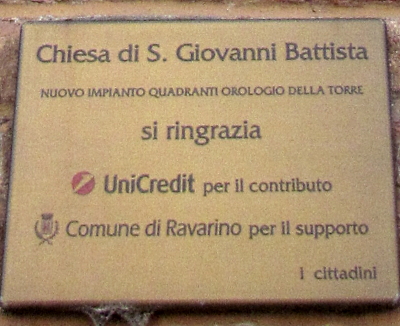 Chiesa di S. Giovanni Battista
NUOVO IMPIANTO QUADRANTI OROLOGIO DELLA TORRE
si ringrazia
UniCredit per il contributo
Comune di Ravarino per il supporto
i cittadini